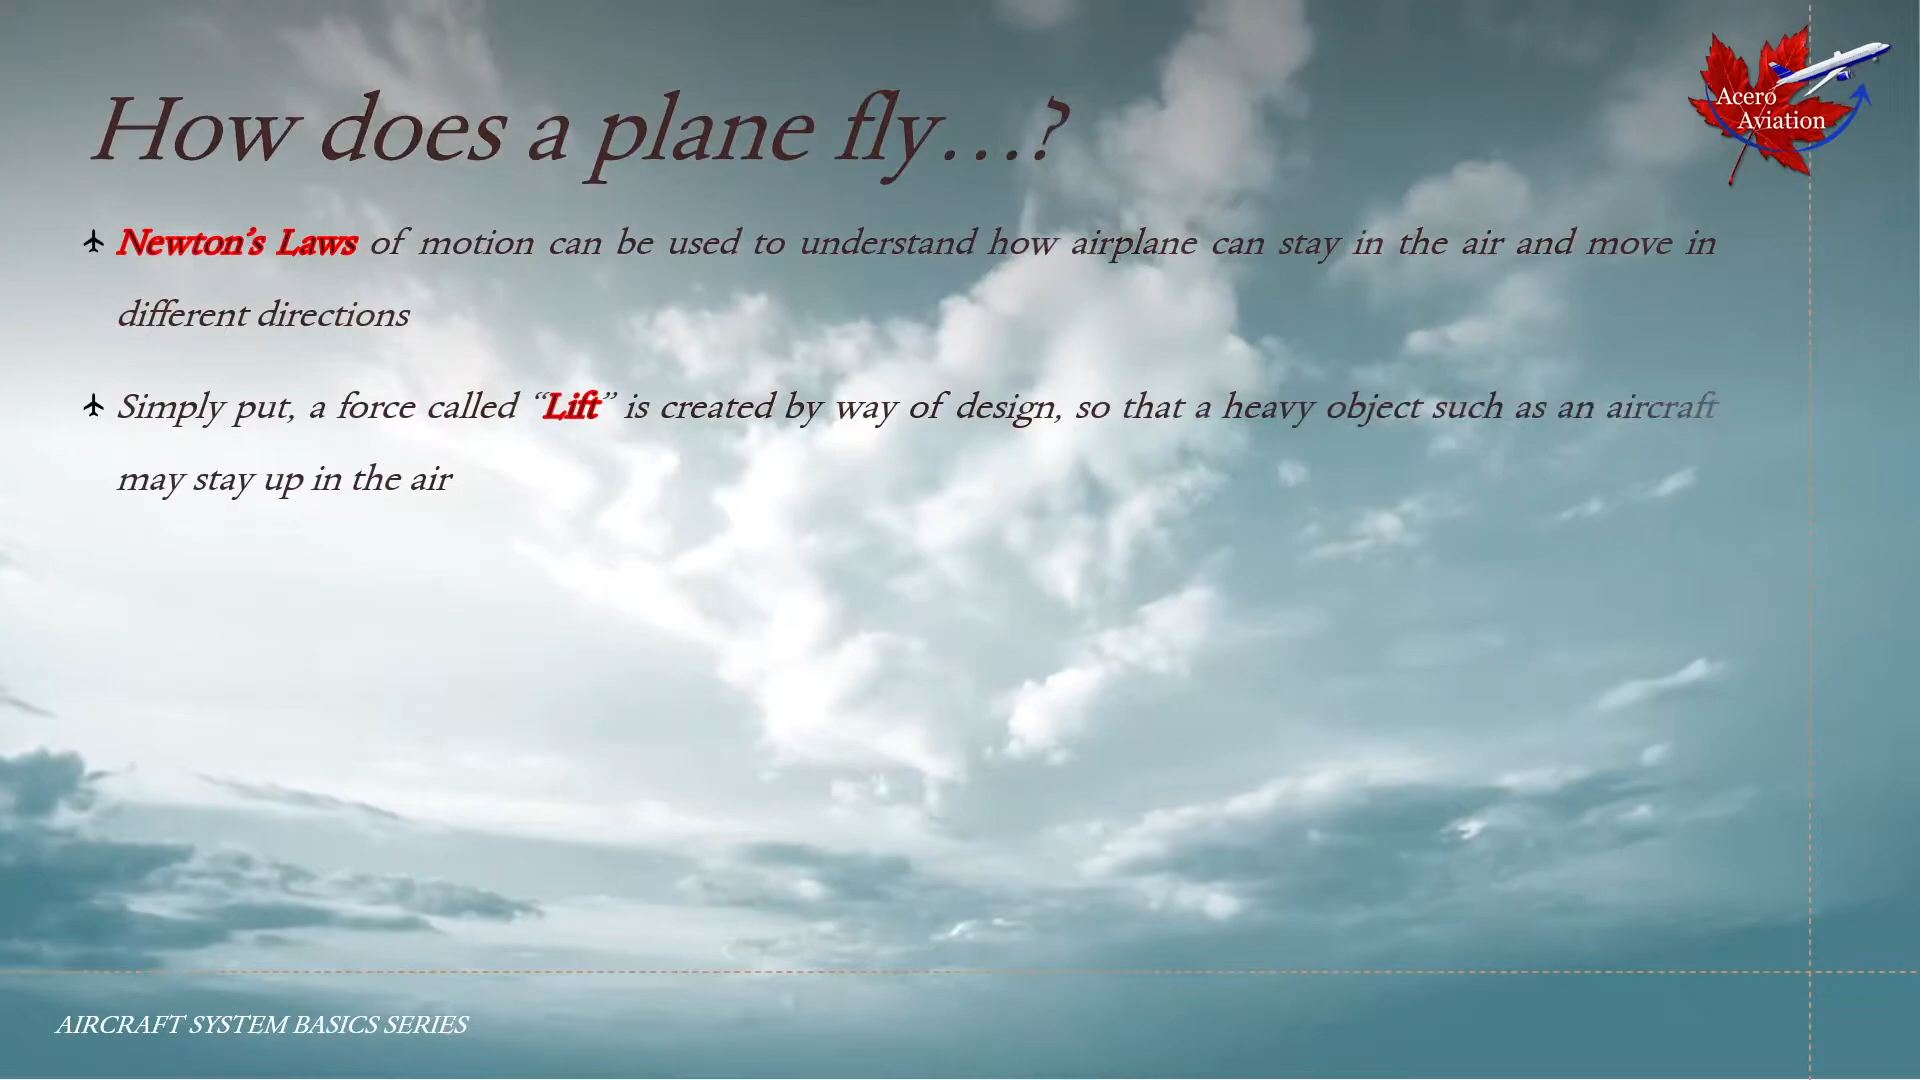 Acero
Aviation
How does a plane fly…?
Newton's Laws of motion can be used to understand how airplane can stay in the air and move in
different directions
Simply put, a force called “Lift” is created by way of design, so that a heavy object such as an aircraft
may stay up in the air
AIRCRAFT SYSTEM BASICS SERIES